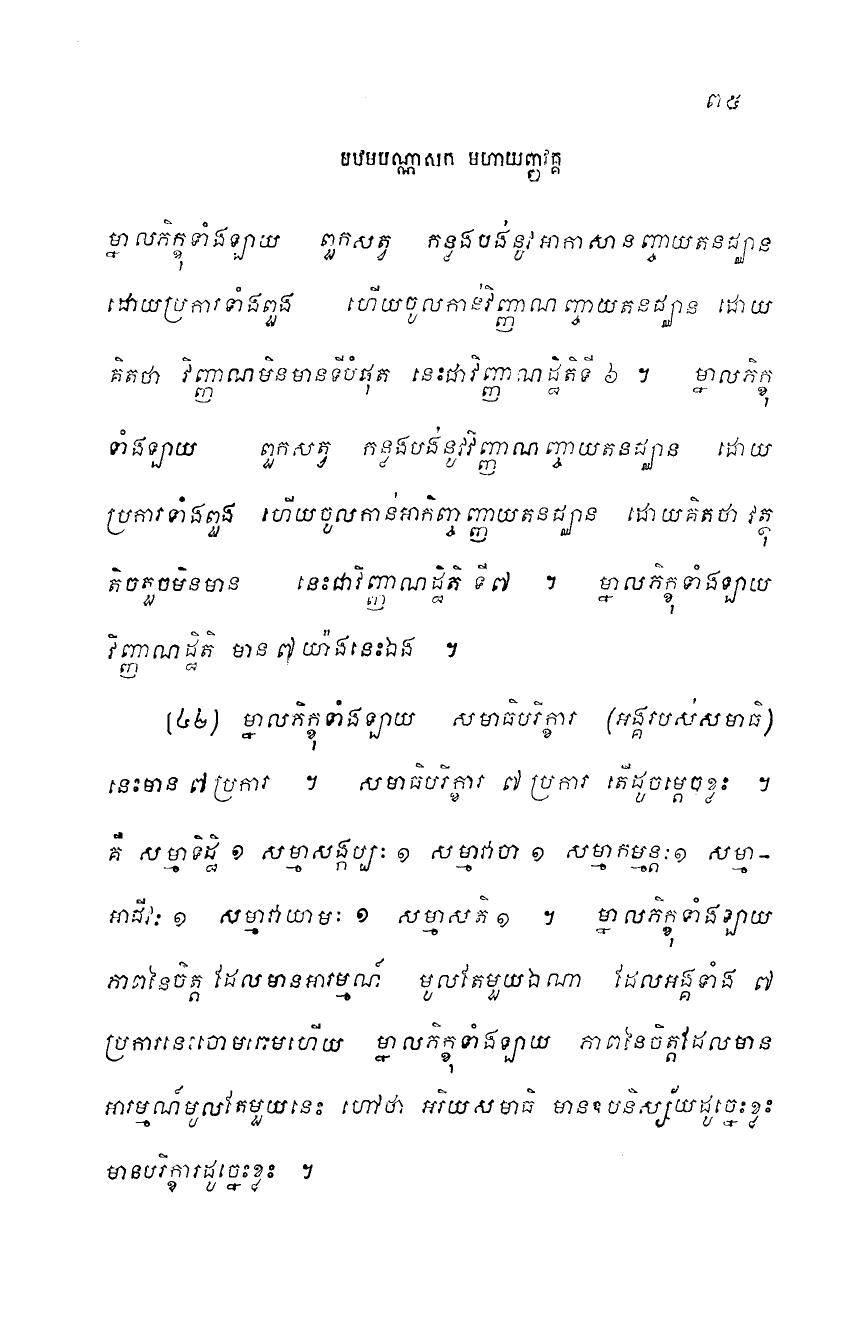 ៣៥
បឋមបណ្ណាសក មហាយញ្ញវគ្គ
ម្នាលភិក្ខុទាំងឡាយ ពួកសត្វ កន្លងបង់នូវអាកាសានញ្ចាយតនជ្ឈាន
ដោយប្រការទាំងពួង ហើយចូលកាន់វិញ្ញាណញ្ចាយតនជ្ឈាន ដោយ
គិតថា វិញ្ញាណមិនមានទីបំផុត នេះជាវិញ្ញាណដ្ឋិតិទី ៦ ។ ម្នាលភិក្ខុ
ទាំងឡាយ ពួកសត្វ កន្លងបង់នូវវិញ្ញាណញ្ចាយតនជ្ឈាន ដោយ
ប្រការទាំងពួង ហើយចូលកាន់អាកិញ្ចញ្ញាយតនជ្ឈាន ដោយគិតថា វត្ថុ
តិចតួចមិនមាន នេះជាវិញ្ញាណដ្ឋិតិ ទី៧ ។ ម្នាលភិក្ខុទាំងឡាយ
វិញ្ញាណដ្ឋិតិ មាន ៧ យ៉ាងនេះឯង ។
(៤២) ម្នាលភិក្ខុទាំងឡាយ សមាធិបរិក្ខារ (អង្គរបស់សមាធិ)
នេះមាន ៧ ប្រការ ។ សមាធិបរិក្ខារ ៧ ប្រការ តើដូចម្តេចខ្លះ ។
គឺ សម្មាទិដ្ឋិ ១ សម្មាសង្កប្បៈ ១ សម្មាវាចា ១ សម្មាកម្មន្តៈ ១ សម្មា-
អាជីវៈ ១ សម្មាវាយាមៈ ១ សម្មាសតិ ១ ។ ម្នាលភិក្ខុទាំងឡាយ
ភាពនៃចិត្ត ដែលមានអារម្មណ៍ មូលតែមួយឯណា ដែលអង្គទាំង ៧
ប្រការនេះចោមរោមហើយ ម្នាលភិក្ខុទាំងឡាយ ភាពនៃចិត្តដែលមាន
អារម្មណ៍មូលតែមួយនេះ ហៅថា អរិយសមាធិ មានឧបនិស្ស័យដូច្នេះខ្លះ
មានបរិក្ខារដូច្នេះខ្លះ ។